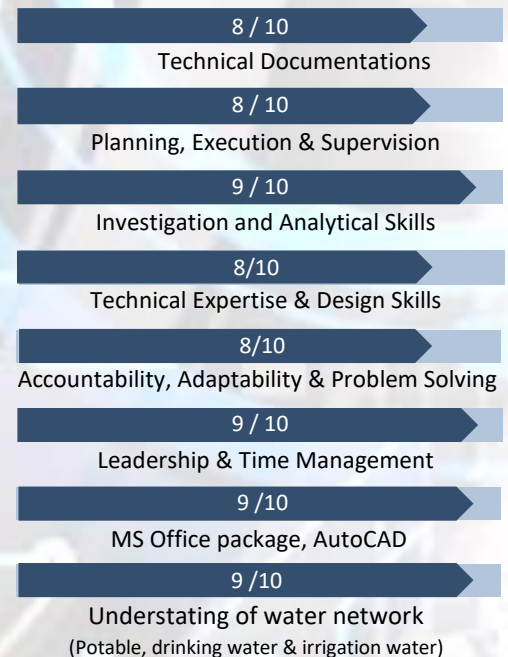 8 / 10
Technical Documentations
8 / 10
Planning, Execution & Supervision
9 / 10
Investigation and Analytical Skills
8/10
Technical Expertise & Design Skills
8/10
Accountability, Adaptability & Problem Solving
9 / 10
Leadership & Time Management
9 /10
MS Office package, AutoCAD
9 /10
Understating of water network
(Potable, drinking water & irrigation water)